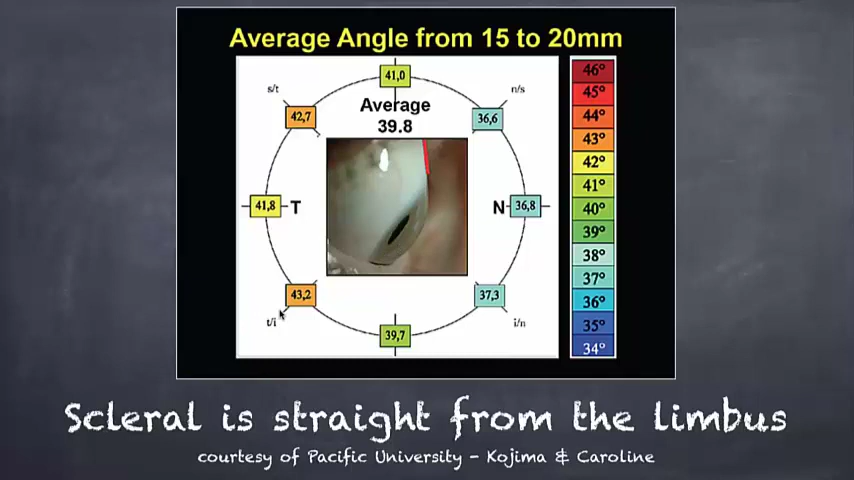 Average Angle from 15 to 20mm
41,0
s/t
n/s
Average
39.8
42,7
36,6
41,8
T
N
36,8
43,2
37,3
t/i
i/n
39,7
46°
45°
44°
43°
42°
41°
40°
39°
38°
37°
36°
35°
34°
Scleral is straight from the limbus
courtesy of Pacific University - Kojima & Caroline